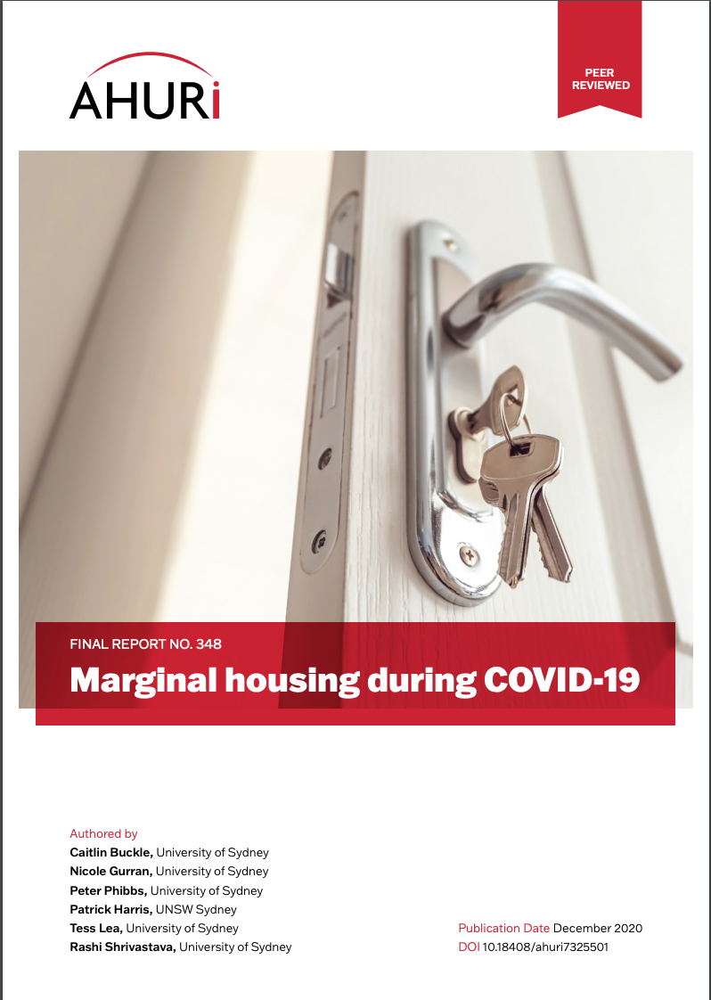 AHURi
PEER
REVIEWED
FINAL REPORT NO. 348
Marginal housing during COVID-19
Authored by
Caitlin Buckle, University of Sydney
Nicole Gurran, University of Sydney
Peter Phibbs, University of Sydney
Patrick Harris, UNSW Sydney
Tess Lea, University of Sydney
Rashi Shrivastava, University of Sydney
Publication Date December 2020
DOI 10.18408/ahuri7325501